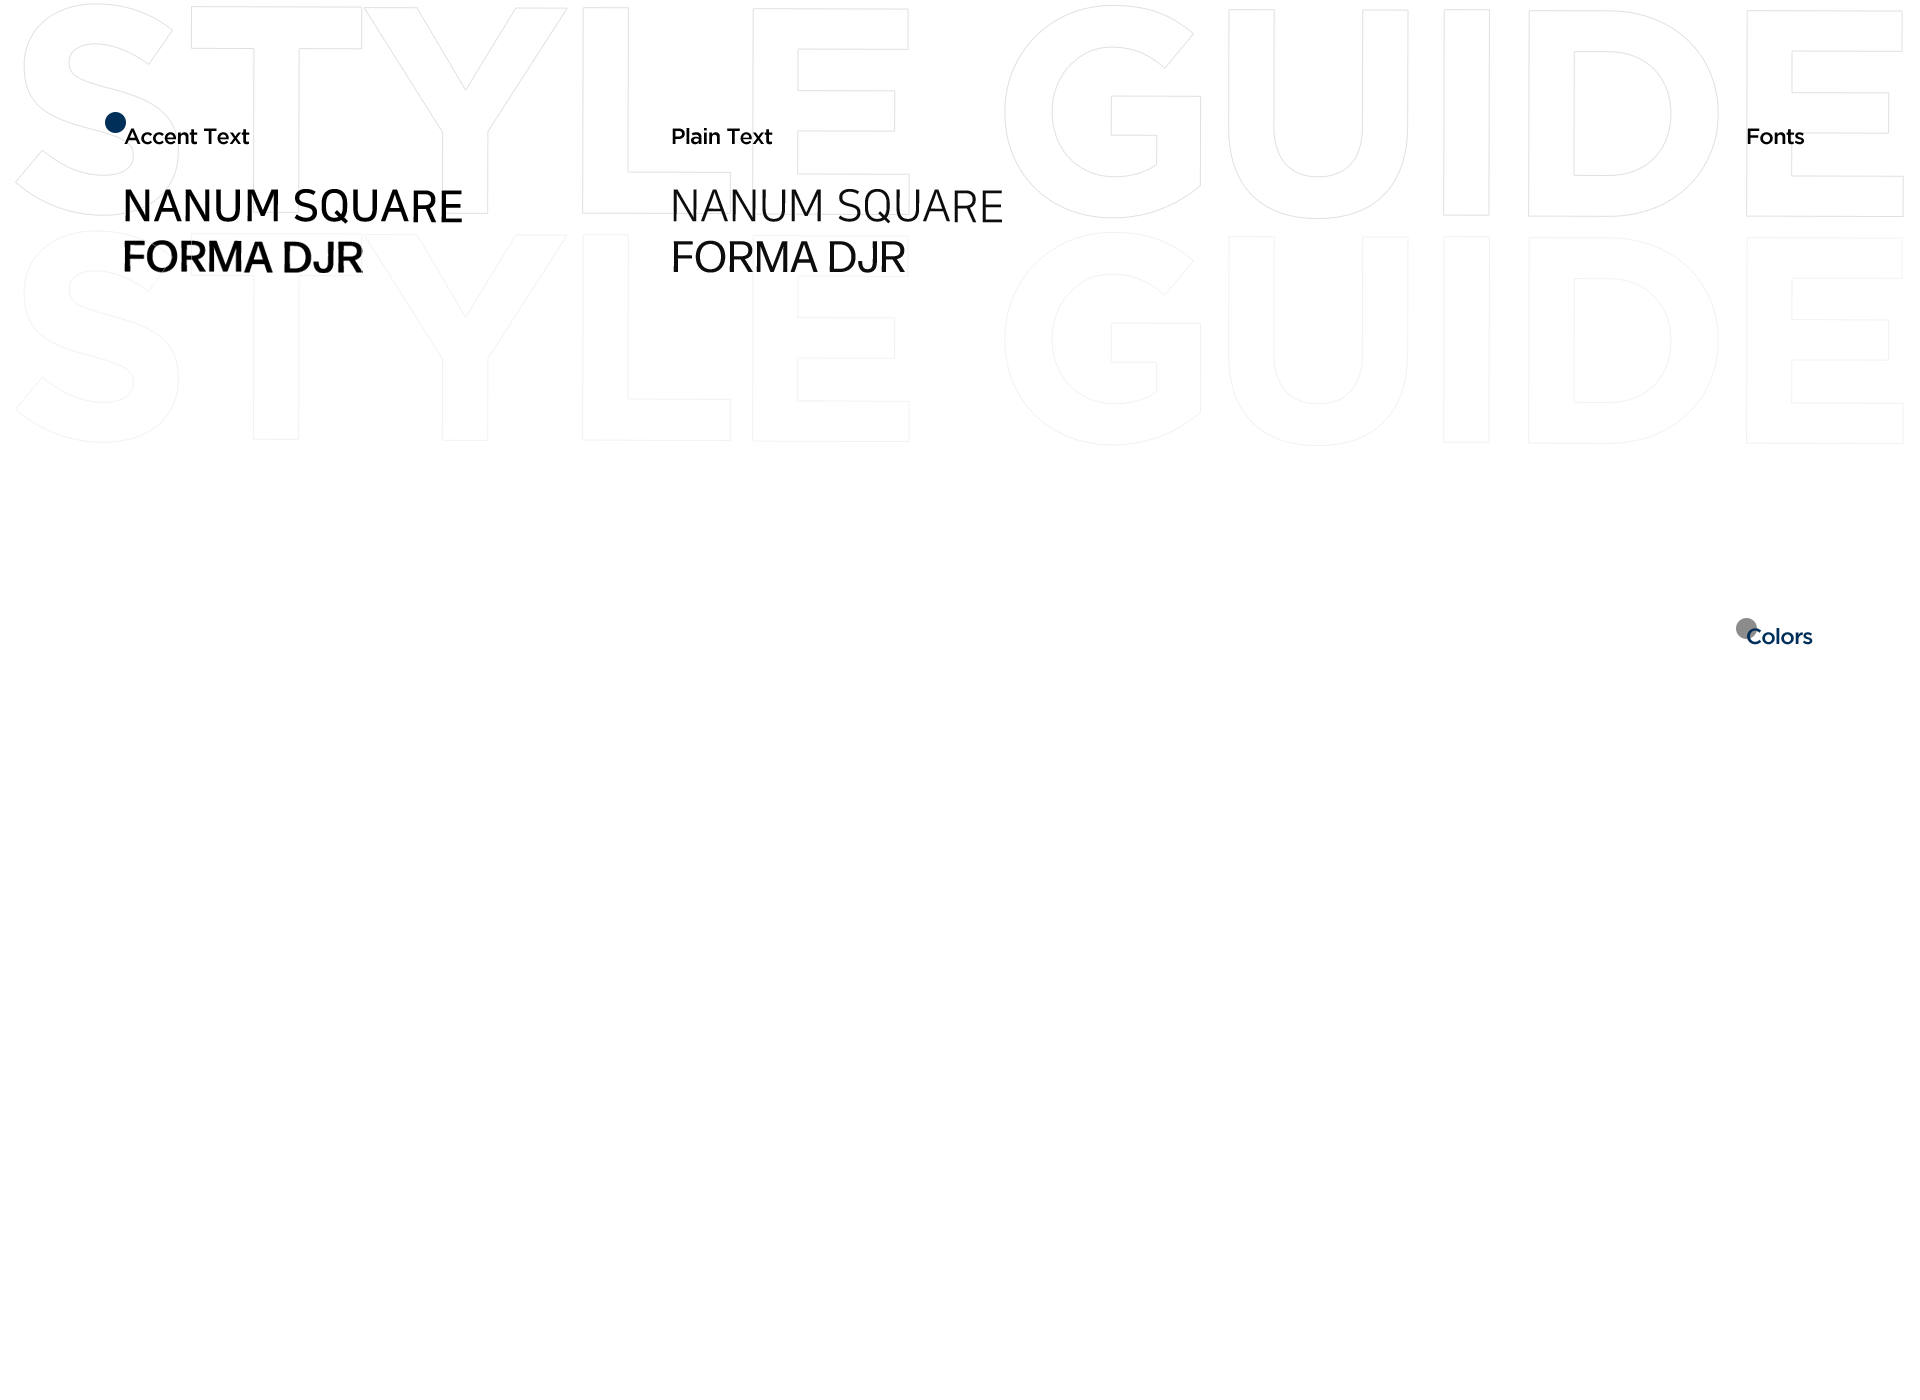 STYLE GUIDE
Accent Text
Plain Text
Fonts
NANUM SQUARE
FORMA DJR
NANUM SQUARE
FORMA DJR
STYLE GUIDE
Colors